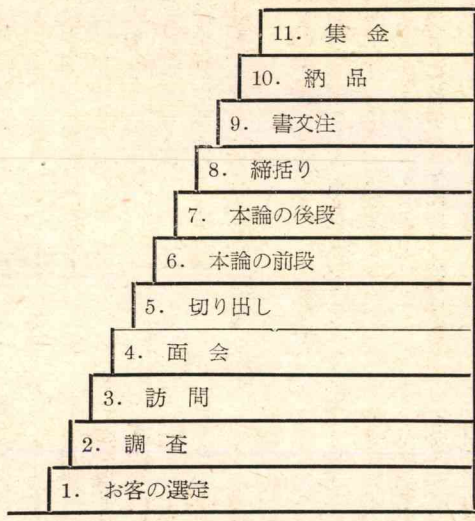 11. 集 金
10. 納 品
9. 書文注
8. 締括り
7. 本論の後段
6. 本論の前段
5. 切り出し
4. 面 会
3. 訪 問
2. 調 査
1. お客の選定